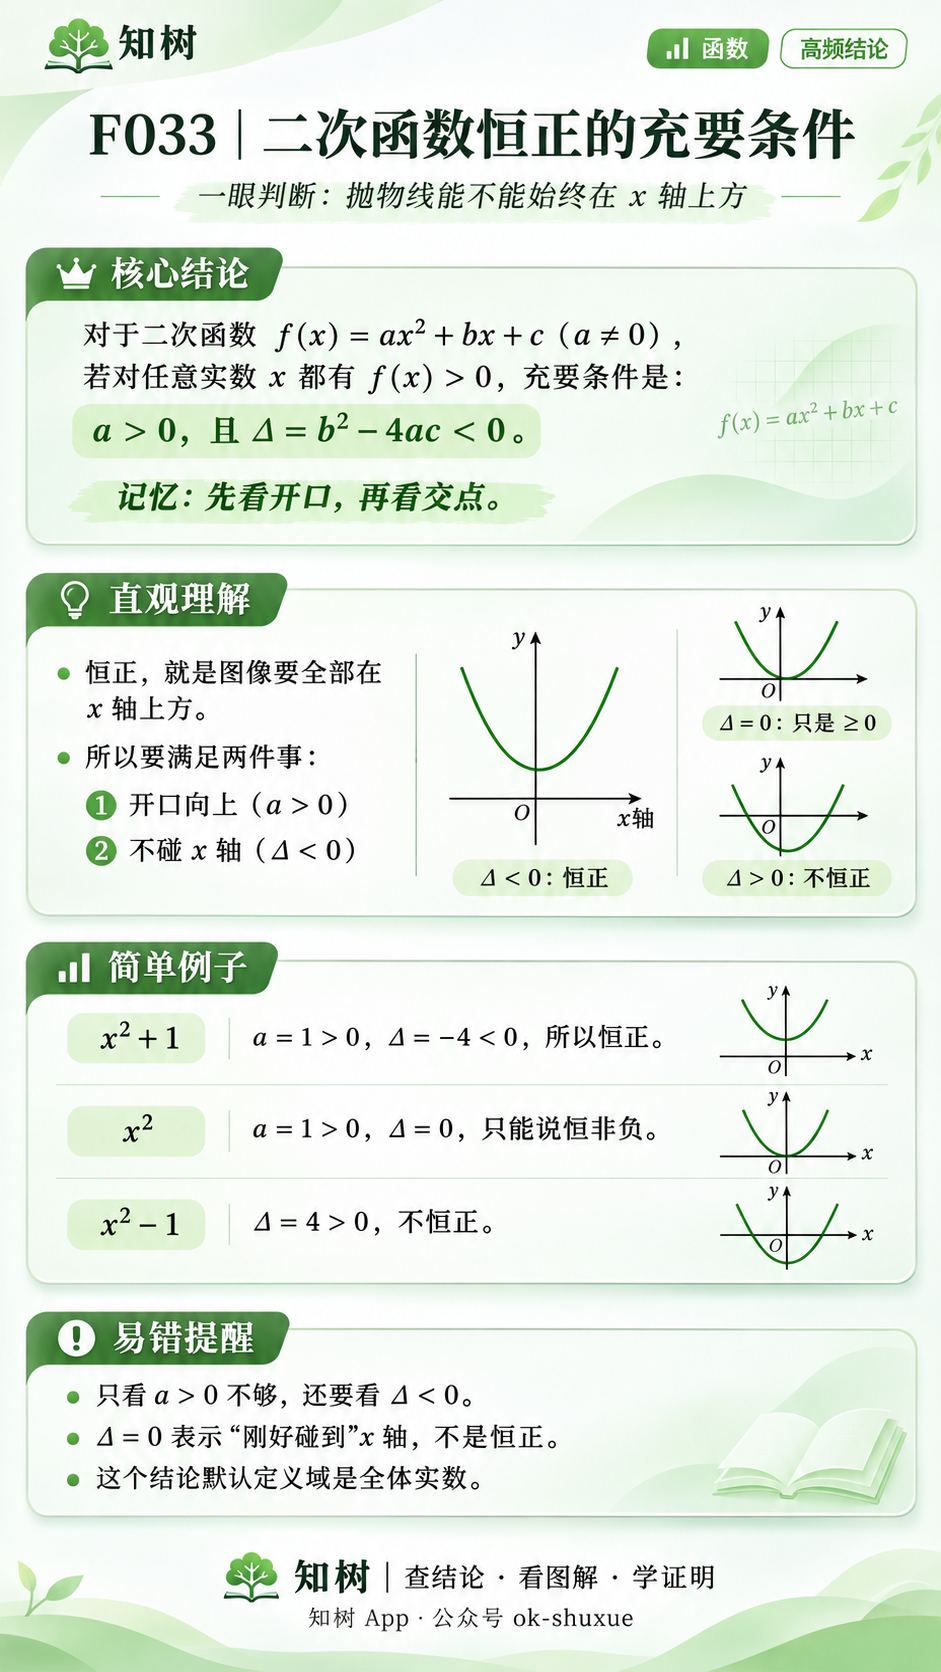 知树
函数
高频结论
F033｜二次函数恒正的充要条件
一眼判断：抛物线能不能始终在 x 轴上方
核心结论
对于二次函数 f(x) = ax² + bx + c（a ≠ 0），
若对任意实数 x 都有 f(x) > 0，充要条件是：
a > 0，且 Δ = b² − 4ac < 0。
f(x) = ax² + bx + c
记忆：先看开口，再看交点。
直观理解
恒正，就是图像要全部在
x 轴上方。
所以要满足两件事：
1 开口向上（a > 0）
2 不碰 x 轴（Δ < 0）
y
O
x轴
Δ < 0：恒正
y
O
Δ = 0：只是 ≥ 0
y
O
Δ > 0：不恒正
简单例子
x² + 1
a = 1 > 0，Δ = −4 < 0，所以恒正。
y
O
x
x²
a = 1 > 0，Δ = 0，只能说恒非负。
y
O
x
x² − 1
Δ = 4 > 0，不恒正。
y
O
x
易错提醒
只看 a > 0 不够，还要看 Δ < 0。
Δ = 0 表示“刚好碰到”x 轴，不是恒正。
这个结论默认定义域是全体实数。
知树｜查结论 · 看图解 · 学证明
知树 App · 公众号 ok-shuxue